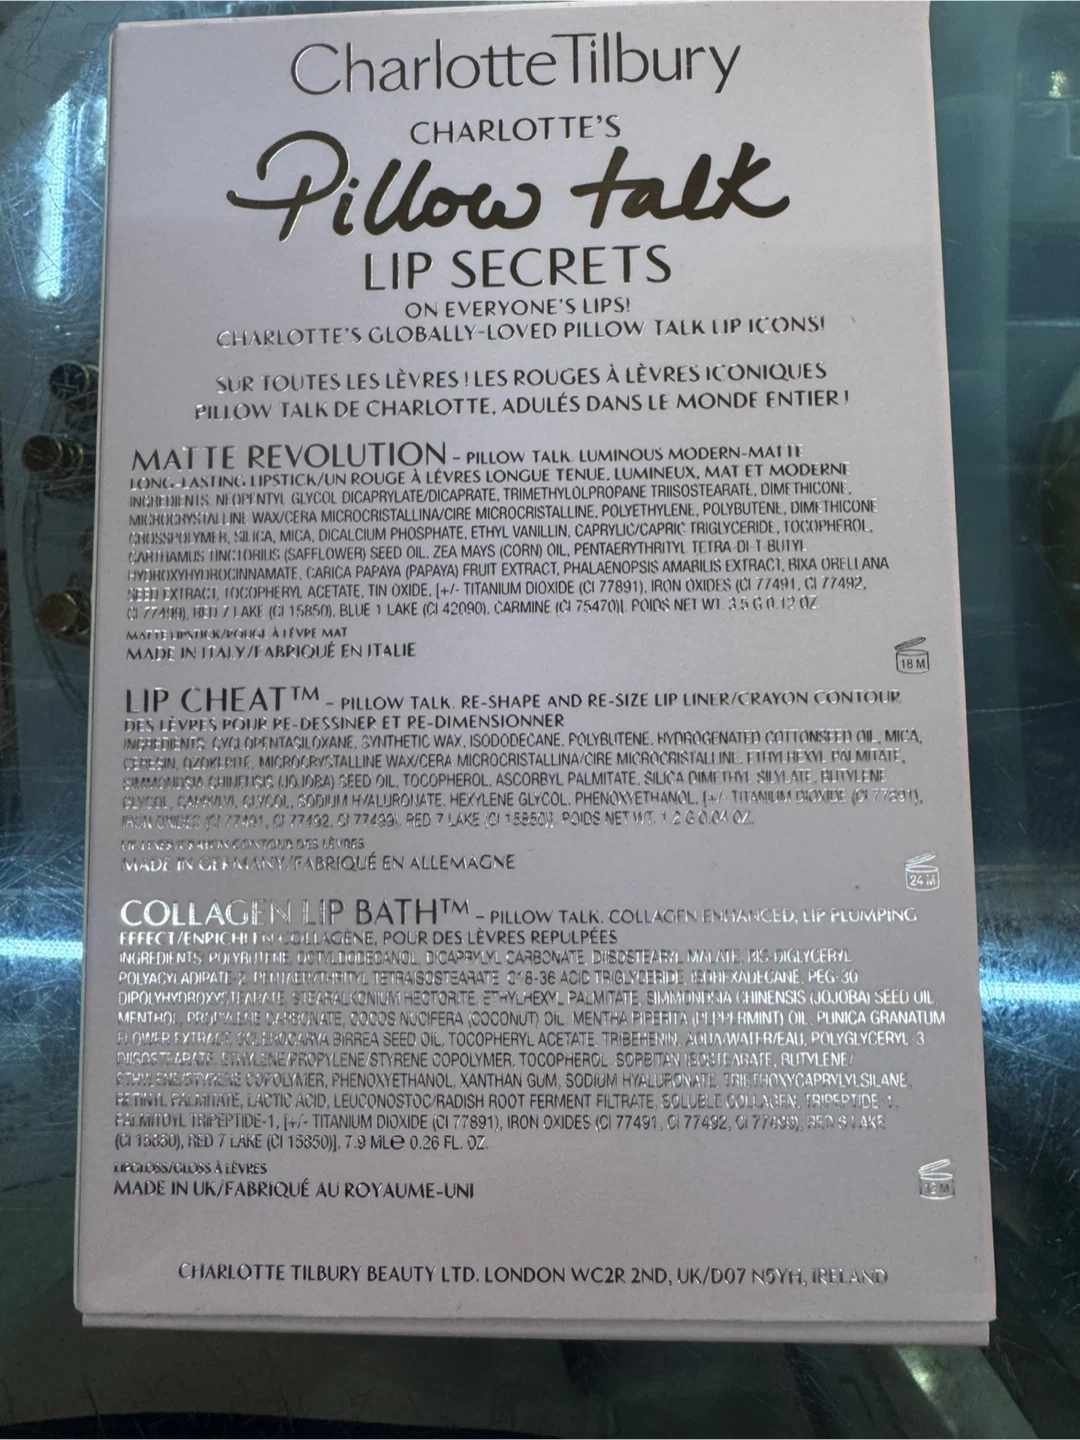 Charlotte Tilbury
CHARLOTTE'S
Pillow talk
LIP SECRETS
ON EVERYONE'S LIPS!
CHARLOTTE'S GLOBALLY-LOVED PILLOW TALK LIP ICONS!
SUR TOUTES LES LÈVRES ! LES ROUGES À LÈVRES ICONIQUES
PILLOW TALK DE CHARLOTTE, ADULÉS DANS LE MONDE ENTIER !
MATTE REVOLUTION – PILLOW TALK. LUMINOUS MODERN-MATTE
LONG-LASTING LIPSTICK/UN ROUGE À LÈVRES LONGUE TENUE, LUMINEUX, MAT ET MODERNE
INGREDIENTS: NEOPENTYL GLYCOL DICAPRYLATE/DICAPRATE, TRIMETHYLOLPROPANE TRIISOSTEARATE, DIMETHICONE,
MICROCRYSTALLINE WAX/CERA MICROCRISTALLINA/CIRE MICROCRISTALLINE, POLYETHYLENE, POLYBUTENE, DIMETHICONE
CROSSPOLYMER, SILICA, MICA, DICALCIUM PHOSPHATE, ETHYL VANILLIN, CAPRYLIC/CAPRIC TRIGLYCERIDE, TOCOPHEROL,
CARTHAMUS TINCTORIUS (SAFFLOWER) SEED OIL, ZEA MAYS (CORN) OIL, PENTAERYTHRITYL TETRA-DI-T-BUTYL
HYDROXYHYDROCINNAMATE, CARICA PAPAYA (PAPAYA) FRUIT EXTRACT, PHALAENOPSIS AMABILIS EXTRACT, BIXA ORELLANA
SEED EXTRACT, TOCOPHERYL ACETATE, TIN OXIDE, [+/- TITANIUM DIOXIDE (CI 77891), IRON OXIDES (CI 77491, CI 77492,
CI 77499), RED 7 LAKE (CI 15850), BLUE 1 LAKE (CI 42090), CARMINE (CI 75470)]. POIDS NET WT. 3.5 G 0.12 OZ.
MATTE LIPSTICK/ROUGE À LÈVRE MAT
MADE IN ITALY/FABRIQUÉ EN ITALIE
18 M
LIP CHEAT™ – PILLOW TALK. RE-SHAPE AND RE-SIZE LIP LINER/CRAYON CONTOUR
DES LÈVRES POUR RE-DESSINER ET RE-DIMENSIONNER
INGREDIENTS: CYCLOPENTASILOXANE, SYNTHETIC WAX, ISODODECANE, POLYBUTENE, HYDROGENATED COTTONSEED OIL, MICA,
CERESIN, OZOKERITE, MICROCRYSTALLINE WAX/CERA MICROCRISTALLINA/CIRE MICROCRISTALLINE, ETHYLHEXYL PALMITATE,
SIMMONDSIA CHINENSIS (JOJOBA) SEED OIL, TOCOPHEROL, ASCORBYL PALMITATE, SILICA DIMETHYL SILYLATE, BUTYLENE
GLYCOL, CAPRYLYL GLYCOL, SODIUM HYALURONATE, HEXYLENE GLYCOL, PHENOXYETHANOL, [+/- TITANIUM DIOXIDE (CI 77891),
IRON OXIDES (CI 77491, CI 77492, CI 77499), RED 7 LAKE (CI 15850)]. POIDS NET WT. 1.2 G 0.04 OZ.
LIP LINER/CRAYON CONTOUR DES LÈVRES
MADE IN GERMANY/FABRIQUÉ EN ALLEMAGNE
24 M
COLLAGEN LIP BATH™ – PILLOW TALK. COLLAGEN ENHANCED, LIP PLUMPING
EFFECT/ENRICHI EN COLLAGÈNE, POUR DES LÈVRES REPULPÉES
INGREDIENTS: POLYBUTENE, OCTYLDODECANOL, DICAPRYLYL CARBONATE, DIISOSTEARYL MALATE, BIS-DIGLYCERYL
POLYACYLADIPATE-2, PENTAERYTHRITYL TETRAISOSTEARATE, C18-36 ACID TRIGLYCERIDE, ISOHEXADECANE, PEG-30
DIPOLYHYDROXYSTEARATE, STEARALKONIUM HECTORITE, ETHYLHEXYL PALMITATE, SIMMONDSIA CHINENSIS (JOJOBA) SEED OIL,
MENTHOL, PROPYLENE CARBONATE, COCOS NUCIFERA (COCONUT) OIL, MENTHA PIPERITA (PEPPERMINT) OIL, PUNICA GRANATUM
FLOWER EXTRACT, SCLEROCARYA BIRREA SEED OIL, TOCOPHERYL ACETATE, TRIBEHENIN, AQUA/WATER/EAU, POLYGLYCERYL-3
DIISOSTEARATE, ETHYLENE/PROPYLENE/STYRENE COPOLYMER, TOCOPHEROL, SORBITAN ISOSTEARATE, BUTYLENE/
ETHYLENE/STYRENE COPOLYMER, PHENOXYETHANOL, XANTHAN GUM, SODIUM HYALURONATE, TRIETHOXYCAPRYLYLSILANE,
RETINYL PALMITATE, LACTIC ACID, LEUCONOSTOC/RADISH ROOT FERMENT FILTRATE, SOLUBLE COLLAGEN, TRIPEPTIDE-1,
PALMITOYL TRIPEPTIDE-1, [+/- TITANIUM DIOXIDE (CI 77891), IRON OXIDES (CI 77491, CI 77492, CI 77499), RED 6 LAKE
(CI 15850), RED 7 LAKE (CI 15850)]. 7.9 ML℮ 0.26 FL. OZ.
LIPGLOSS/GLOSS À LÈVRES
MADE IN UK/FABRIQUÉ AU ROYAUME-UNI
12 M
CHARLOTTE TILBURY BEAUTY LTD. LONDON WC2R 2ND, UK/D07 N5YH, IRELAND